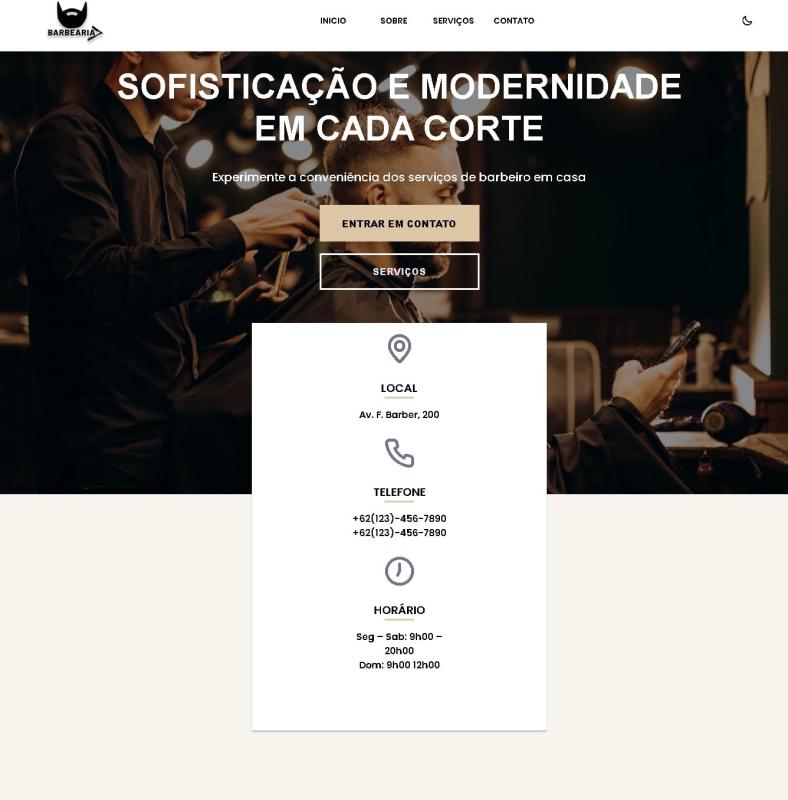 BARBEARIA
INICIO SOBRE SERVIÇOS CONTATO
SOFISTICAÇÃO E MODERNIDADE
EM CADA CORTE
Experimente a conveniência dos serviços de barbeiro em casa
ENTRAR EM CONTATO
SERVIÇOS
LOCAL
Av. F. Barber, 200
TELEFONE
+62(123)-456-7890
+62(123)-456-7890
HORÁRIO
Seg – Sab: 9h00 –
20h00
Dom: 9h00 12h00